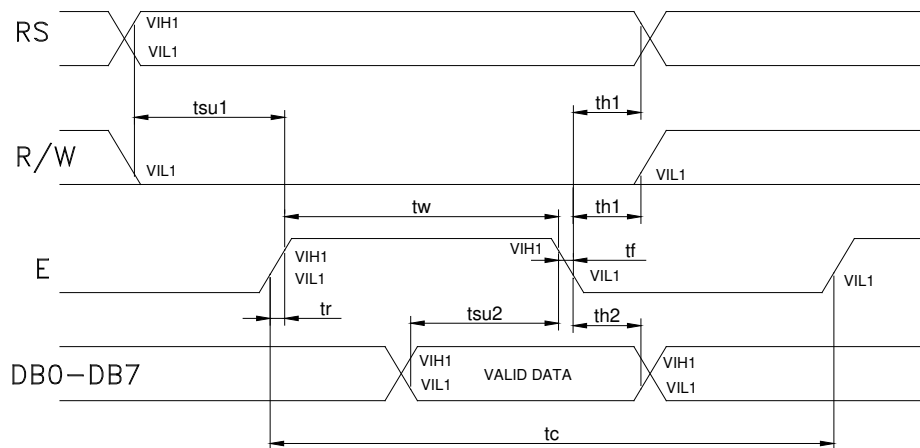 RS
VIH1
VIL1
tsu1
th1
R/W
VIL1
VIL1
tw
th1
E
VIH1
VIL1
VIH1
tf
VIL1
VIL1
tr
tsu2
th2
DB0-DB7
VIH1
VIL1
VALID DATA
VIH1
VIL1
tc